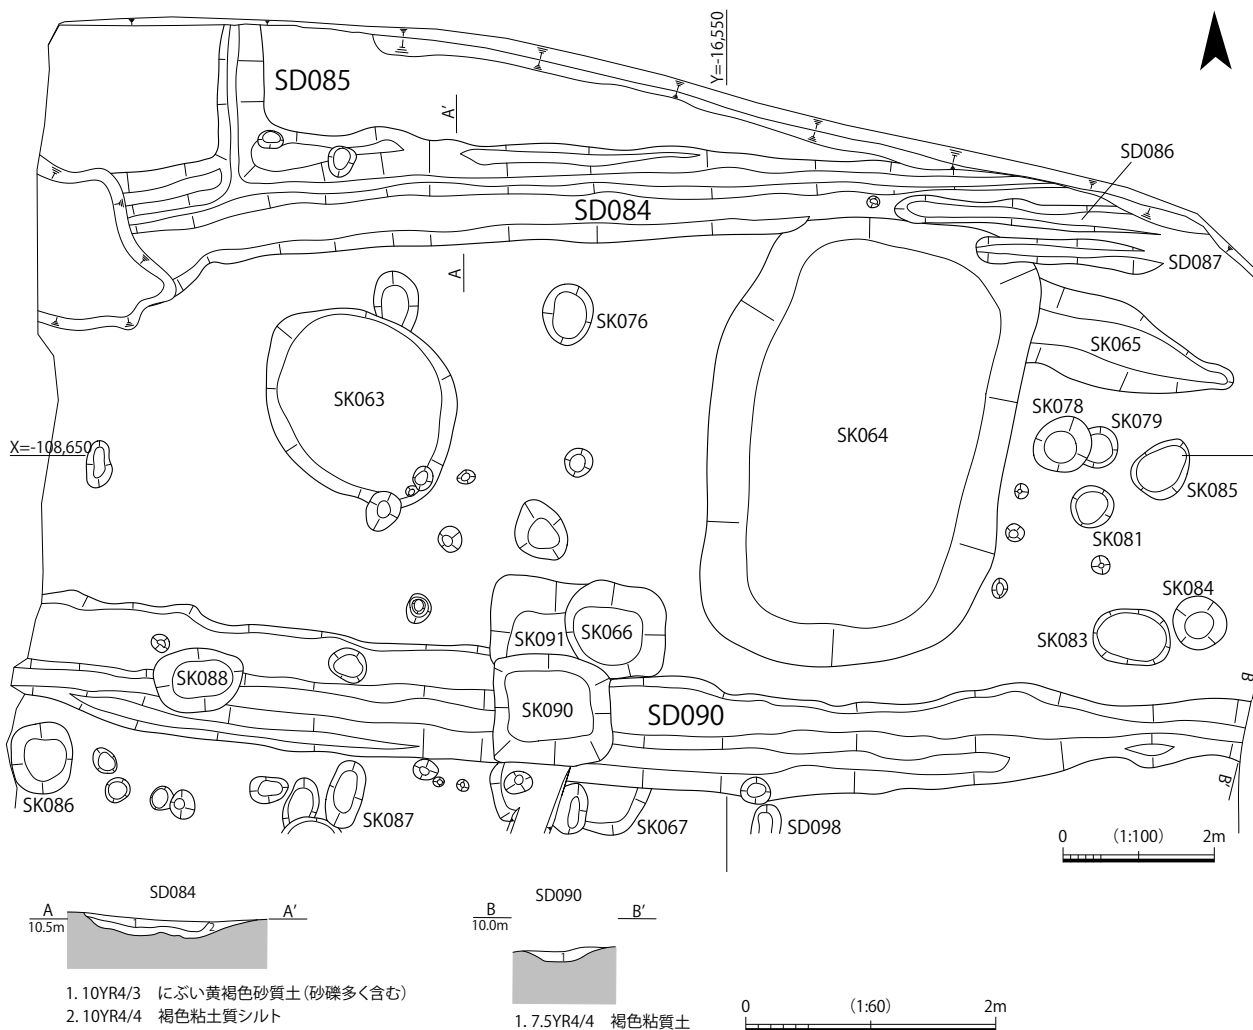 Y=-16,550
SD085
A'
SD086
SD084
SD087
A
SK076
SK065
SK063
SK078
SK079
SK064
X=-108,650
SK085
SK081
SK084
SK091
SK066
SK083
SK088
B
SK090
SD090
B'
SK086
SK087
SK067
SD098
0 (1:100) 2m
SD084
A
10.5m
A'
1
2
1. 10YR4/3 にぶい黄褐色砂質土(砂礫多く含む)
2. 10YR4/4 褐色粘土質シルト
SD090
B
10.0m
B'
1
1. 7.5YR4/4 褐色粘質土
0 (1:60) 2m